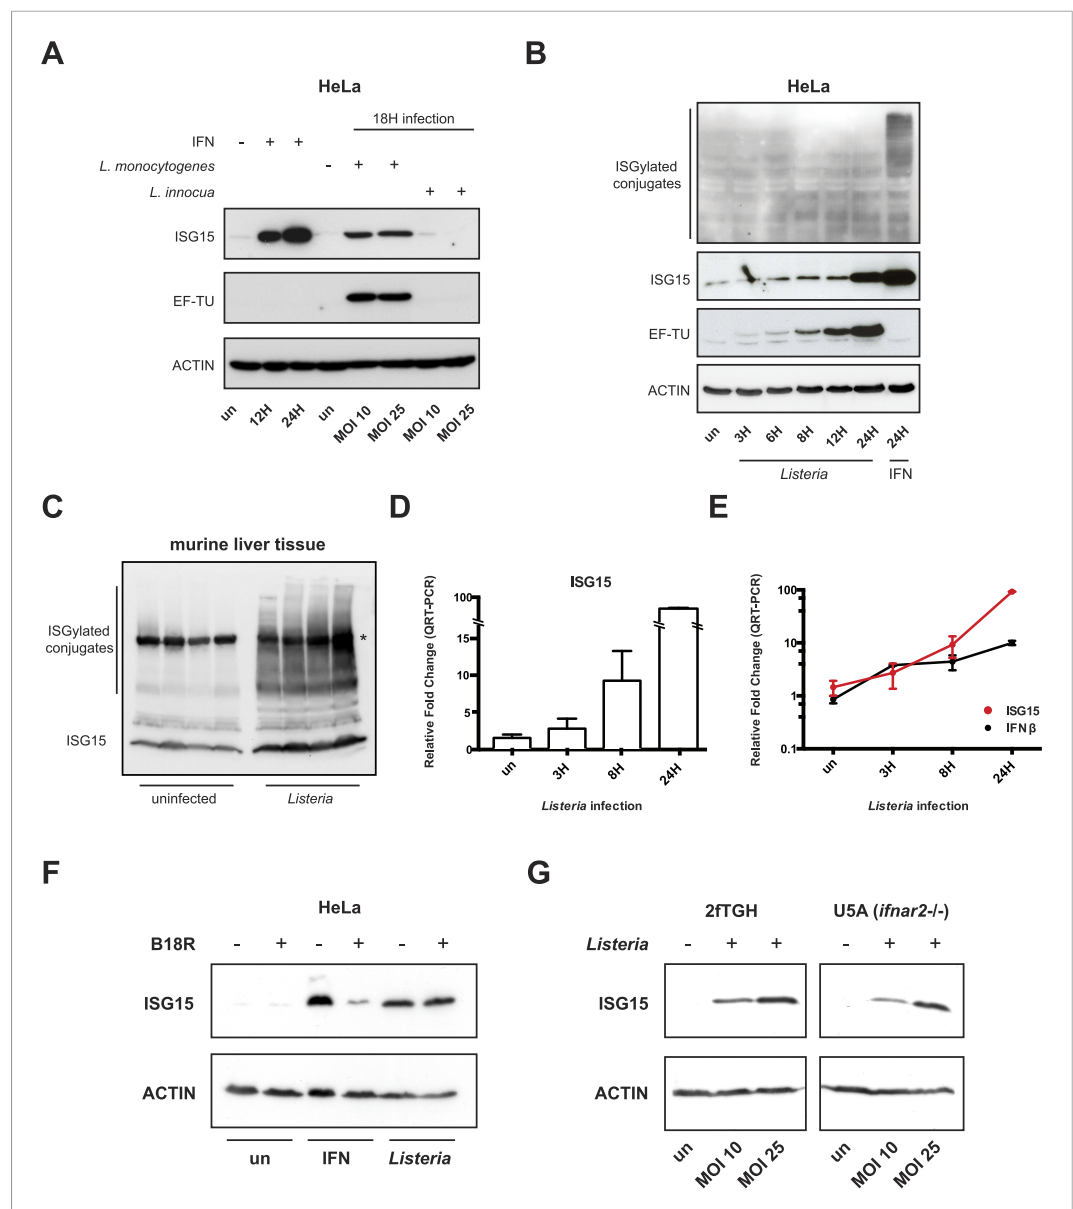 A
HeLa
18H infection
IFN - + +
L. monocytogenes - + +
L. innocua + +
ISG15
EF-TU
ACTIN
un 12H 24H un MOI 10 MOI 25 MOI 10 MOI 25
B
HeLa
ISGylated
conjugates
ISG15
EF-TU
ACTIN
un 3H 6H 8H 12H 24H 24H
Listeria IFN
C
murine liver tissue
ISGylated
conjugates
*
ISG15
uninfected Listeria
D
ISG15
Relative Fold Change (QRT-PCR)
100
15
10
5
0
un 3H 8H 24H
Listeria infection
E
Relative Fold Change (QRT-PCR)
100
10
1
0.1
ISG15
IFN β
un 3H 8H 24H
Listeria infection
F
HeLa
B18R - + - + - +
ISG15
ACTIN
un IFN Listeria
G
2fTGH U5A (ifnar2-/-)
Listeria - + + - + +
ISG15
ACTIN
un MOI 10 MOI 25 un MOI 10 MOI 25